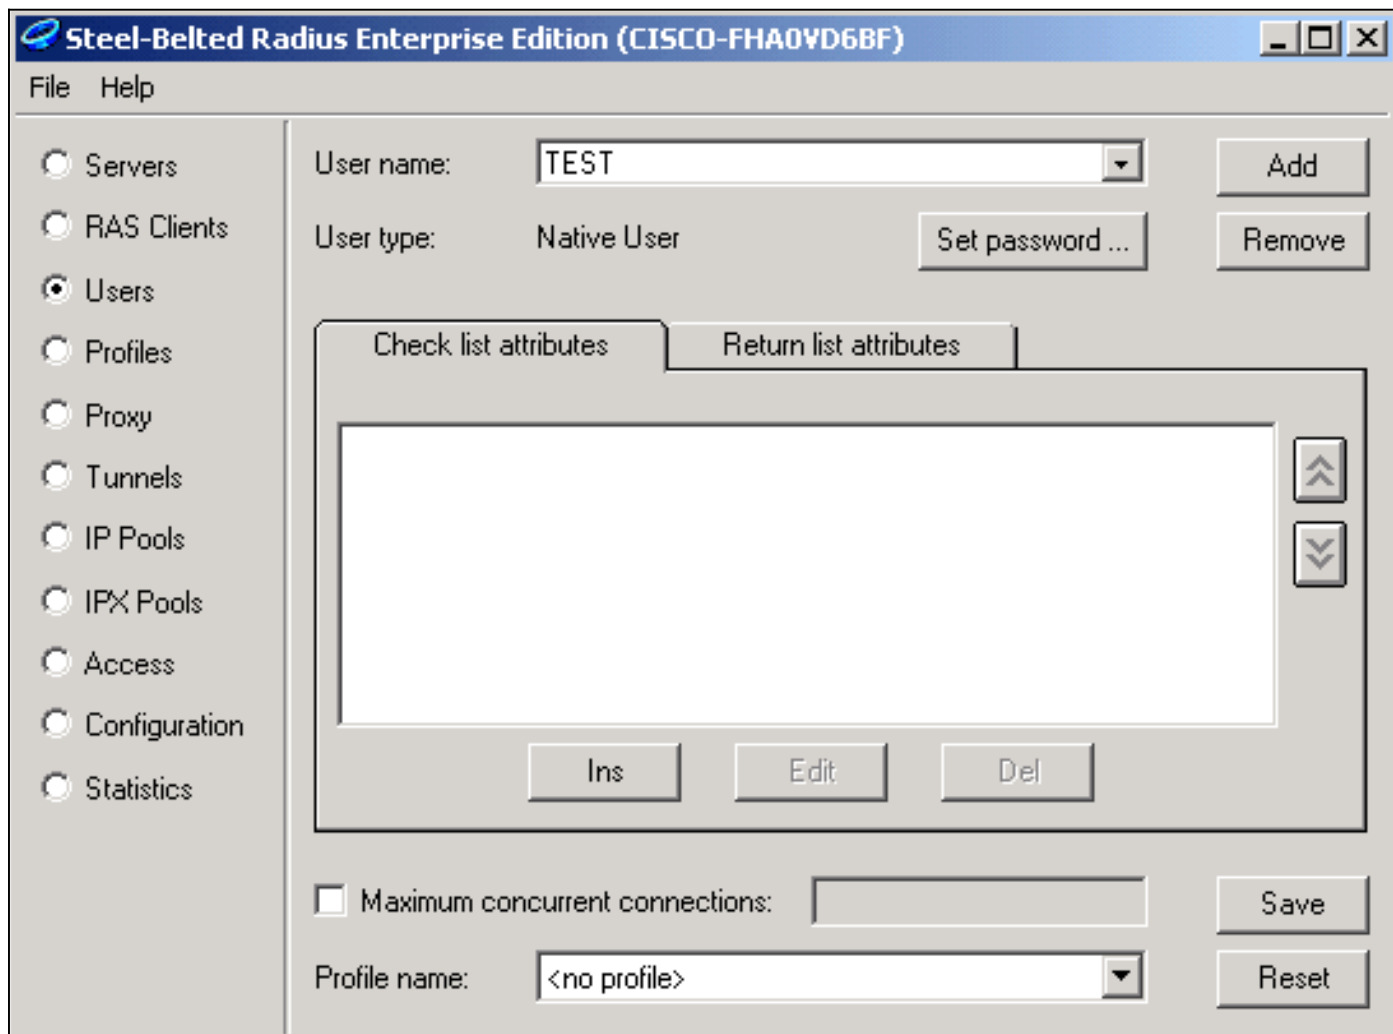 Steel-Belted Radius Enterprise Edition (CISCO-FHA0VD6BF)
File Help
Servers
RAS Clients
Users
Profiles
Proxy
Tunnels
IP Pools
IPX Pools
Access
Configuration
Statistics
User name: TEST Add
User type: Native User Set password ... Remove
Check list attributes Return list attributes
Ins Edit Del
Maximum concurrent connections: Save
Profile name: <no profile> Reset